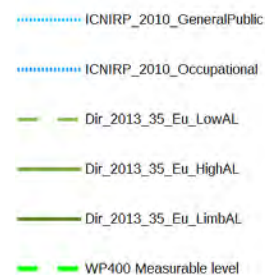 ICNIRP_2010_GeneralPublic
ICNIRP_2010_Occupational
Dir_2013_35_Eu_LowAL
Dir_2013_35_Eu_HighAL
Dir_2013_35_Eu_LimbAL
WP400 Measurable level